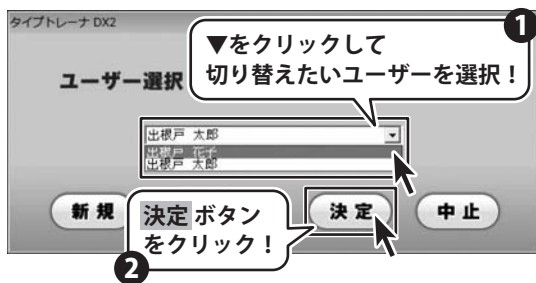 タイプトレーナ DX2
❶
▼をクリックして
切り替えたいユーザーを選択！
ユーザー選択
出根戸 太郎
出根戸 花子
出根戸 太郎
新 規
決 定
中 止
決定 ボタン
をクリック！
❷